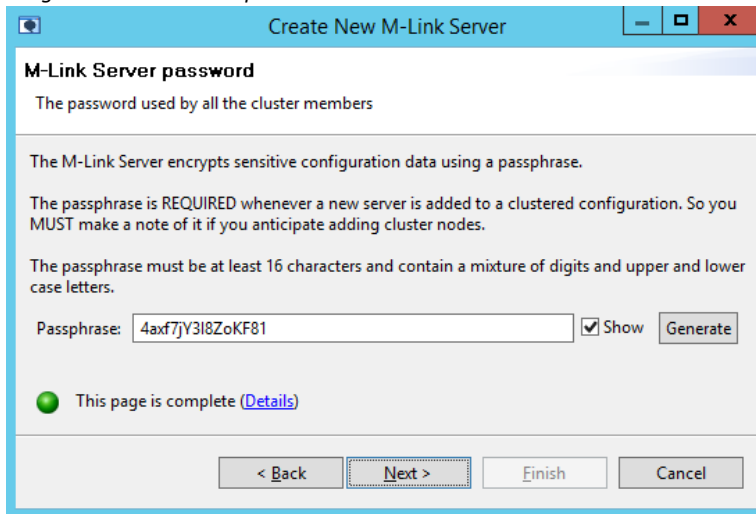 Create New M-Link Server
M-Link Server password
The password used by all the cluster members
The M-Link Server encrypts sensitive configuration data using a passphrase.
The passphrase is REQUIRED whenever a new server is added to a clustered configuration. So you
MUST make a note of it if you anticipate adding cluster nodes.
The passphrase must be at least 16 characters and contain a mixture of digits and upper and lower
case letters.
Passphrase: 4axf7jY3I8ZoKF81 Show Generate
This page is complete (Details)
< Back Next > Finish Cancel